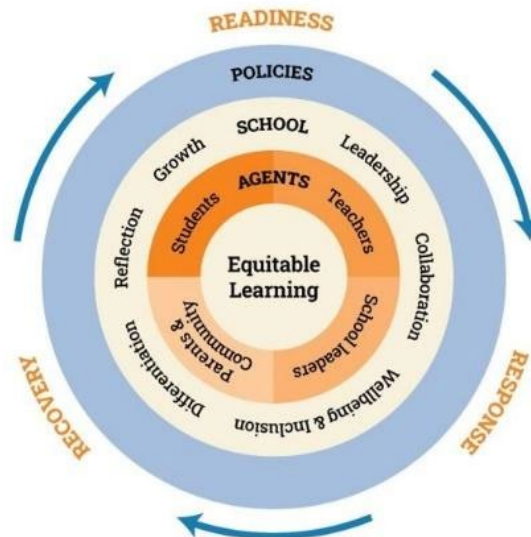 READINESS
POLICIES
SCHOOL
Growth
Leadership
AGENTS
Students
Teachers
Reflection
Collaboration
Equitable
Learning
Parents &
Community
School leaders
Differentiation
Wellbeing & Inclusion
RECOVERY
RESPONSE